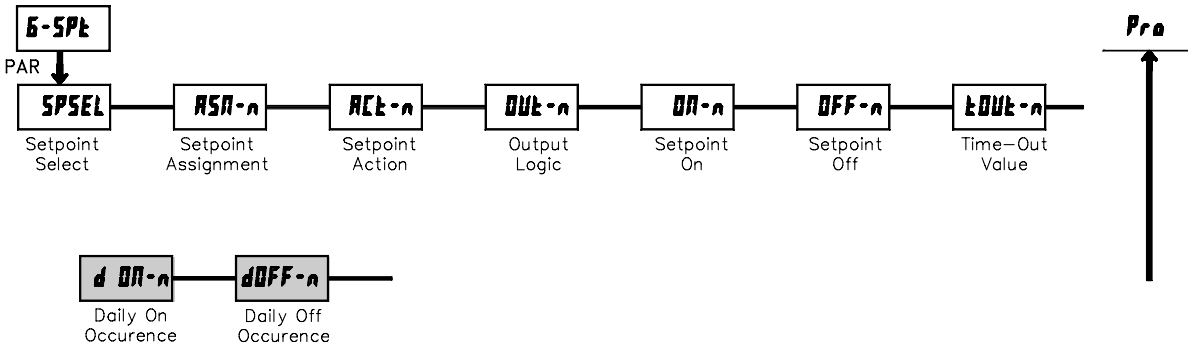 6-SPt
Pro
PAR
SPSEL
ASN-n
ACt-n
OUt-n
ON-n
OFF-n
tOUt-n
Setpoint
Select
Setpoint
Assignment
Setpoint
Action
Output
Logic
Setpoint
On
Setpoint
Off
Time-Out
Value
d ON-n
dOFF-n
Daily On
Occurence
Daily Off
Occurence